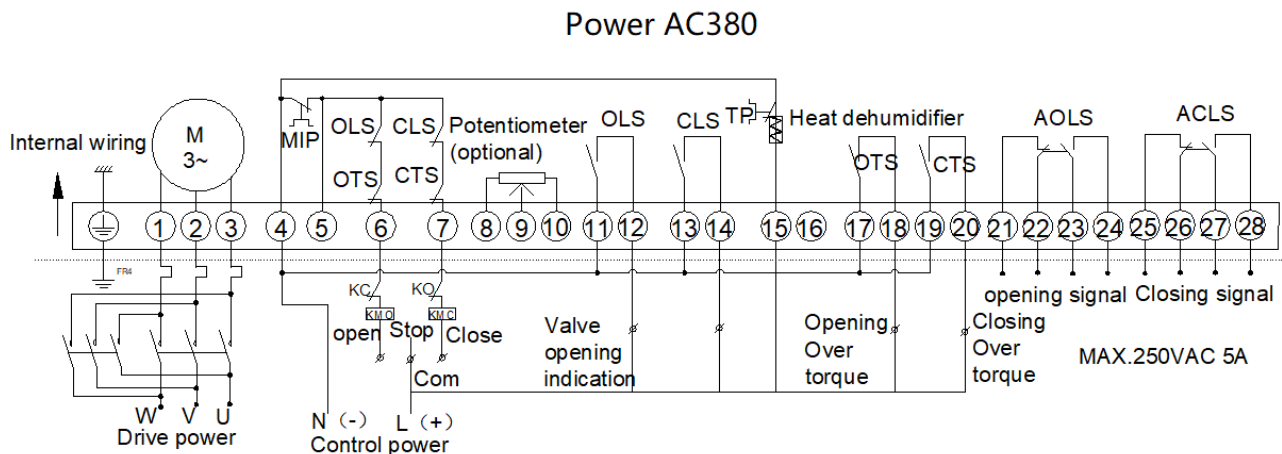 Power AC380
Internal wiring
M
3~
MIP
OLS
CLS
OTS
CTS
Potentiometer
(optional)
OLS
CLS
TP
Heat dehumidifier
OTS
CTS
AOLS
ACLS
1 2 3 4 5 6 7 8 9 10 11 12 13 14 15 16 17 18 19 20 21 22 23 24 25 26 27 28
FR4
KC
KMO
open
Stop
KO
KMC
Close
Com
Valve
opening
indication
Opening
Over
torque
Closing
Over
torque
opening signal
Closing signal
MAX.250VAC 5A
W V U
Drive power
N (-)
L (+)
Control power